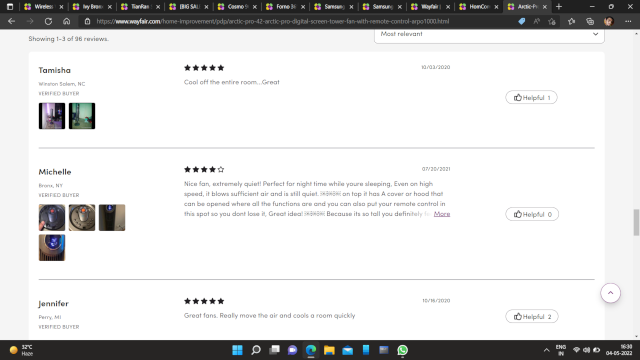 Wireless
by Bron
TianRan
(BIG SAL
Cosmo 9
Forno 3
Samsung
Samsung
Wayfair
HomCom
Arctic-Pr
https://www.wayfair.com/home-improvement/pdp/arctic-pro-42-arctic-pro-digital-screen-tower-fan-with-remote-control-arpo1000.html
Showing 1-3 of 96 reviews.
Most relevant
Tamisha
10/03/2020
Winston Salem, NC
Cool off the entire room...Great
VERIFIED BUYER
Helpful 1
Michelle
07/20/2021
Bronx, NY
Nice fan, extremely quiet! Perfect for night time while youre sleeping, Even on high
VERIFIED BUYER
speed, it blows sufficient air and is still quiet on top it has A cover or hood that
can be opened where all the functions are and you can also put your remote control in
this spot so you dont lose it, Great idea! Because its so tall you definitely More
Helpful 0
Jennifer
10/16/2020
Perry, MI
Great fans, Really move the air and cools a room quickly
VERIFIED BUYER
Helpful 2
32°C
Haze
ENG
IN
16:30
04-05-2022